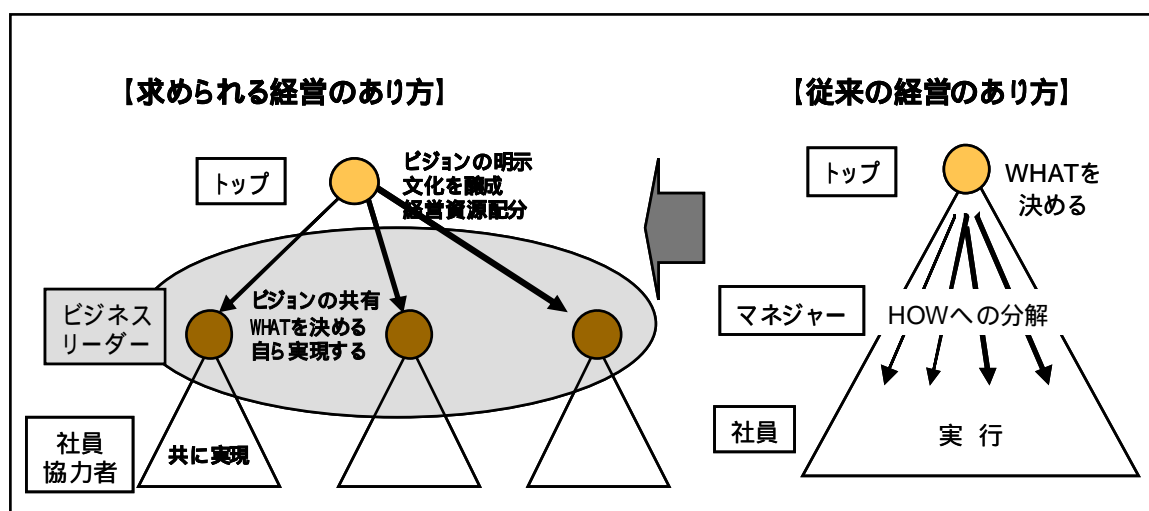 【求められる経営のあり方】
トップ
ビジョンの明示
文化を醸成
経営資源配分
ビジネス
リーダー
ビジョンの共有
WHATを決める
自ら実現する
社員
協力者
共に実現
【従来の経営のあり方】
トップ
WHATを
決める
マネジャー
HOWへの分解
社員
実 行